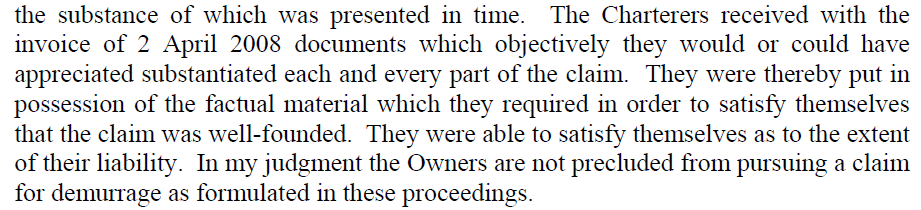 the substance of which was presented in time. The Charterers received with the
invoice of 2 April 2008 documents which objectively they would or could have
appreciated substantiated each and every part of the claim. They were thereby put in
possession of the factual material which they required in order to satisfy themselves
that the claim was well-founded. They were able to satisfy themselves as to the extent
of their liability. In my judgment the Owners are not precluded from pursuing a claim
for demurrage as formulated in these proceedings.